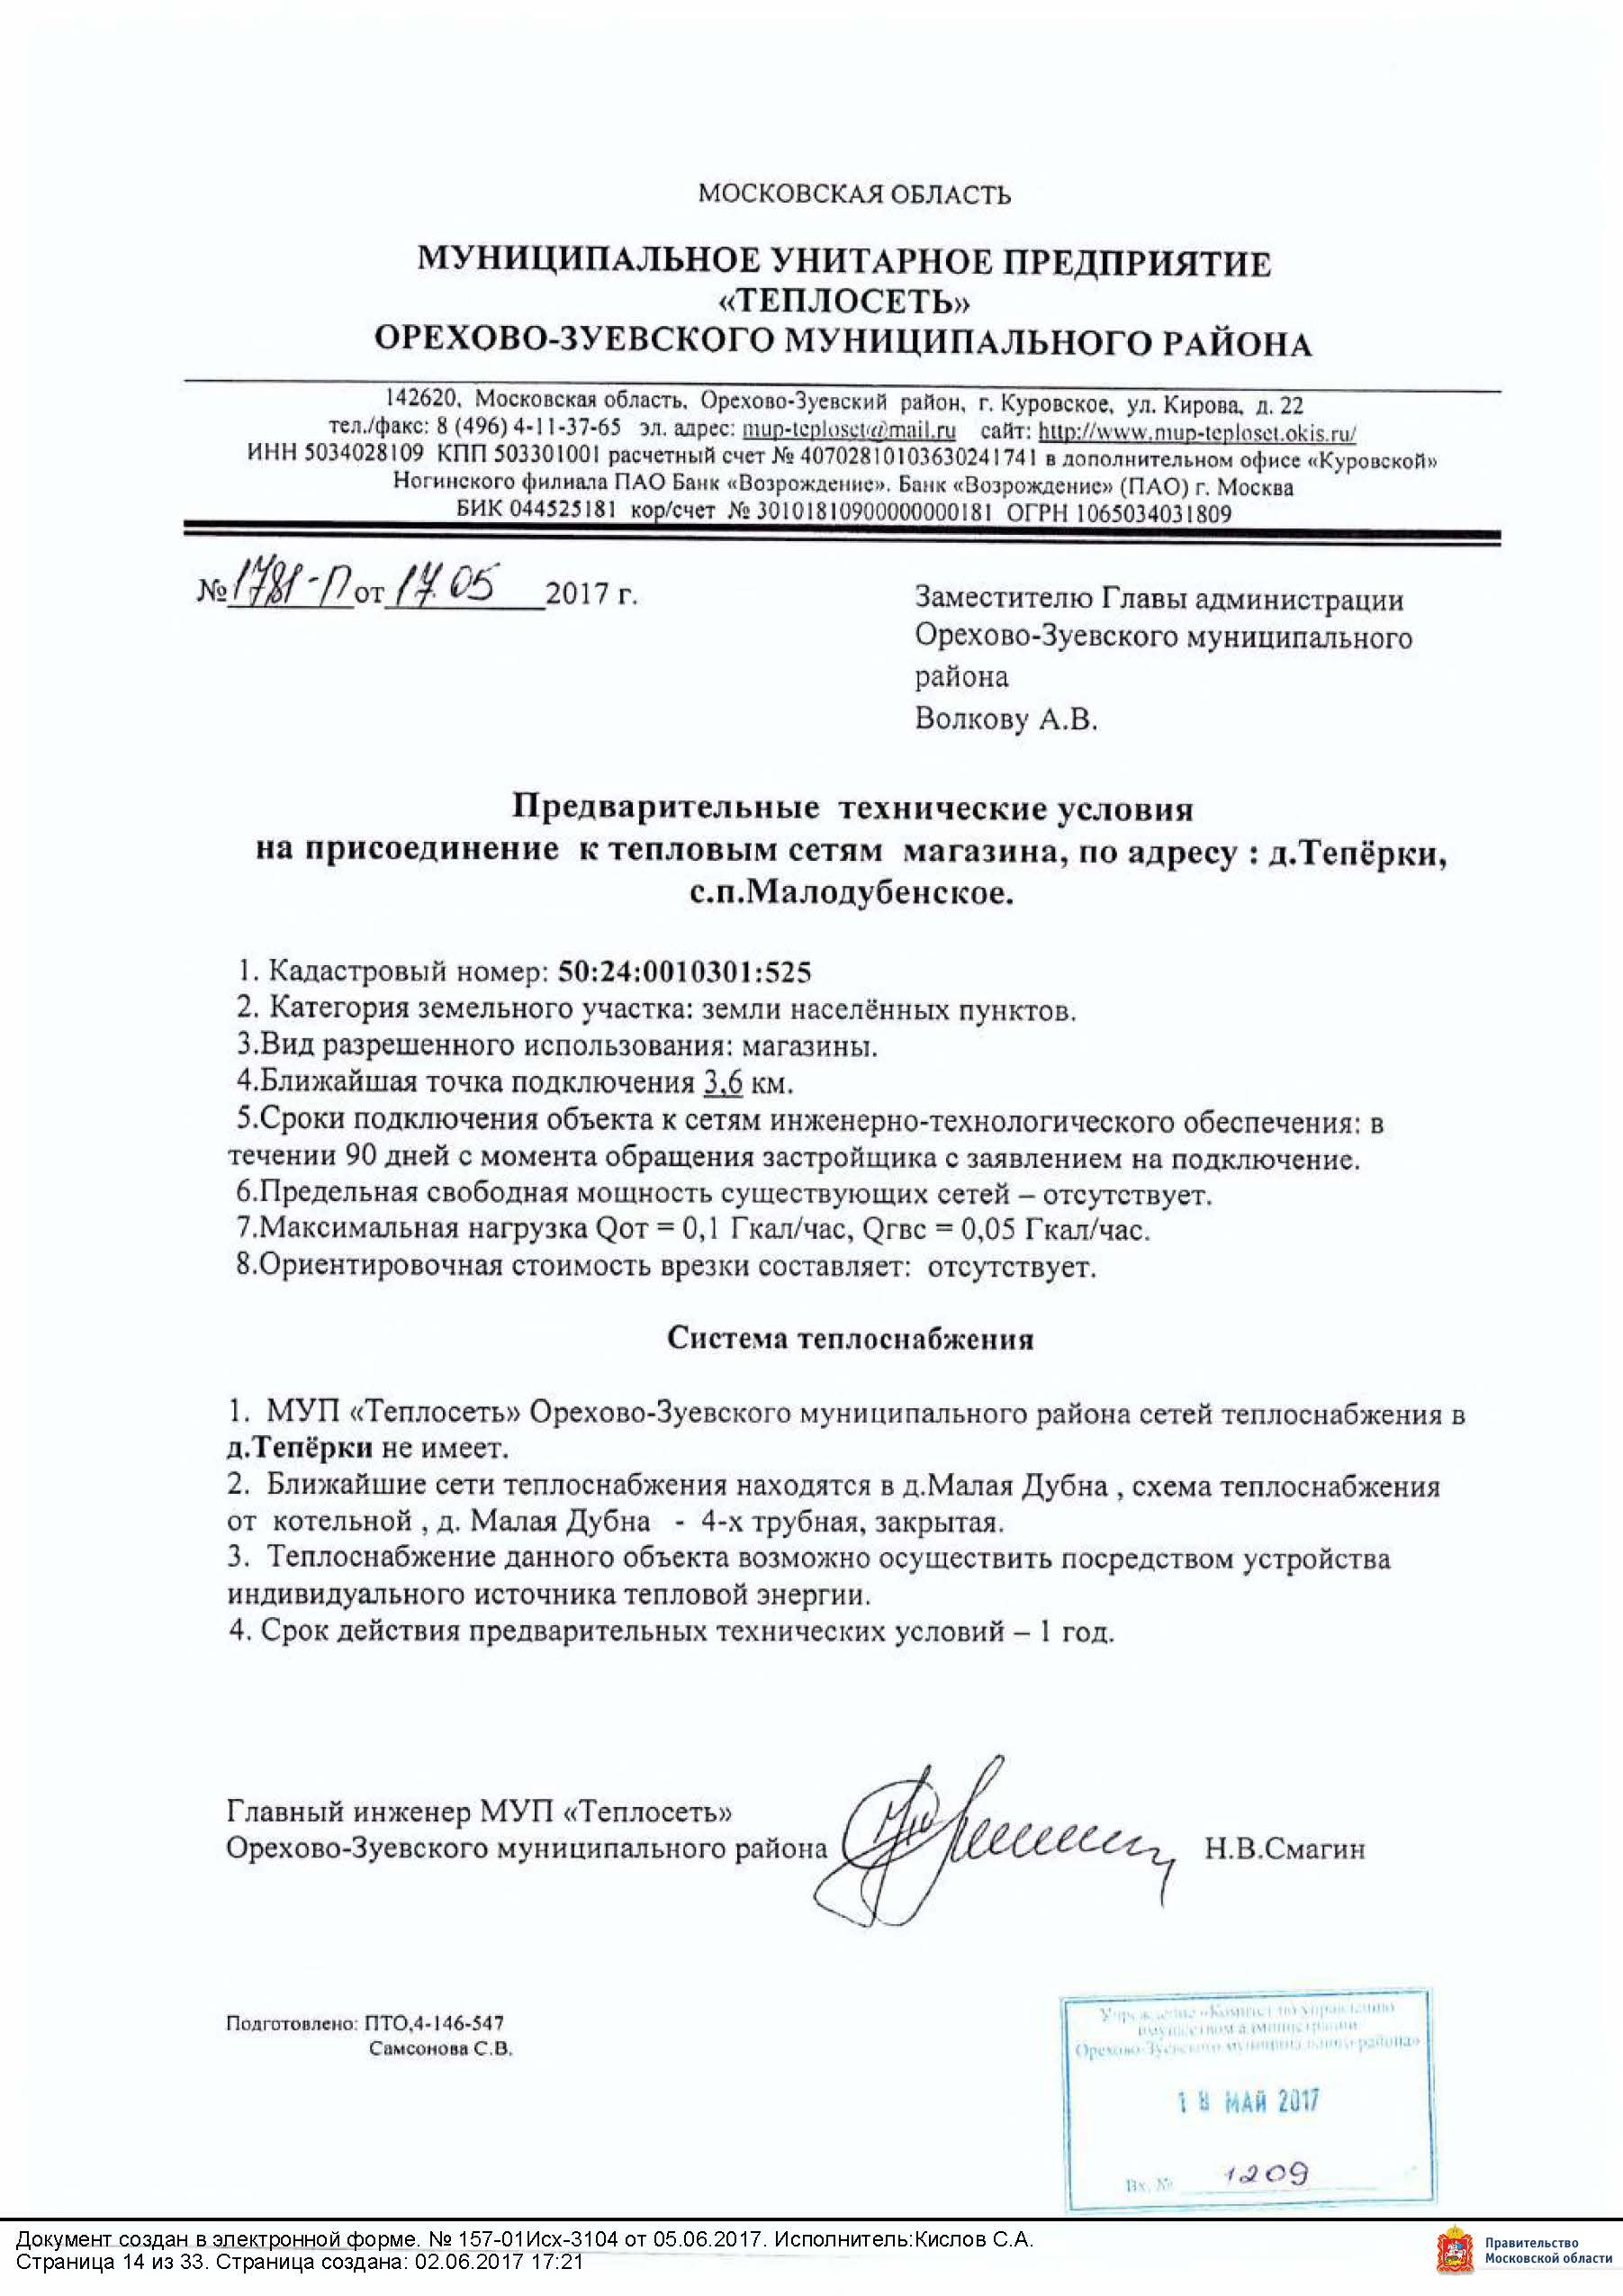 МОСКОВСКАЯ ОБЛАСТЬ
МУНИЦИПАЛЬНОЕ УНИТАРНОЕ ПРЕДПРИЯТИЕ
«ТЕПЛОСЕТЬ»
ОРЕХОВО-ЗУЕВСКОГО МУНИЦИПАЛЬНОГО РАЙОНА
142620, Московская область, Орехово-Зуевский район, г. Куровское, ул. Кирова, д. 22
тел./факс: 8 (496) 4-11-37-65 эл. адрес: mup-teploset@mail.ru сайт: http://www.mup-teploset.okis.ru/
ИНН 5034028109 КПП 503301001 расчетный счет № 40702810103630241741 в дополнительном офисе «Куровской»
Ногинского филиала ПАО Банк «Возрождение». Банк «Возрождение» (ПАО) г. Москва
БИК 044525181 кор/счет № 30101810900000000181 ОГРН 1065034031809
№ 1781-П от 17.05 2017 г.
Заместителю Главы администрации
Орехово-Зуевского муниципального
района
Волкову А.В.
Предварительные технические условия
на присоединение к тепловым сетям магазина, по адресу : д.Тепёрки,
с.п.Малодубенское.
1. Кадастровый номер: 50:24:0010301:525
2. Категория земельного участка: земли населённых пунктов.
3.Вид разрешенного использования: магазины.
4.Ближайшая точка подключения 3,6 км.
5.Сроки подключения объекта к сетям инженерно-технологического обеспечения: в
течении 90 дней с момента обращения застройщика с заявлением на подключение.
6.Предельная свободная мощность существующих сетей – отсутствует.
7.Максимальная нагрузка Qот = 0,1 Гкал/час, Qгвс = 0,05 Гкал/час.
8.Ориентировочная стоимость врезки составляет: отсутствует.
Система теплоснабжения
1. МУП «Теплосеть» Орехово-Зуевского муниципального района сетей теплоснабжения в
д.Тепёрки не имеет.
2. Ближайшие сети теплоснабжения находятся в д.Малая Дубна , схема теплоснабжения
от котельной , д. Малая Дубна - 4-х трубная, закрытая.
3. Теплоснабжение данного объекта возможно осуществить посредством устройства
индивидуального источника тепловой энергии.
4. Срок действия предварительных технических условий – 1 год.
Главный инженер МУП «Теплосеть»
Орехово-Зуевского муниципального района Н.В.Смагин
Подготовлено: ПТО,4-146-547
Самсонова С.В.
Учреждение «Комитет по управлению
имуществом администрации
Орехово-Зуевского муниципального района»
18 МАЙ 2017
Вх. № 1209
Документ создан в электронной форме. № 157-01Исх-3104 от 05.06.2017. Исполнитель:Кислов С.А.
Страница 14 из 33. Страница создана: 02.06.2017 17:21
Правительство
Московской области